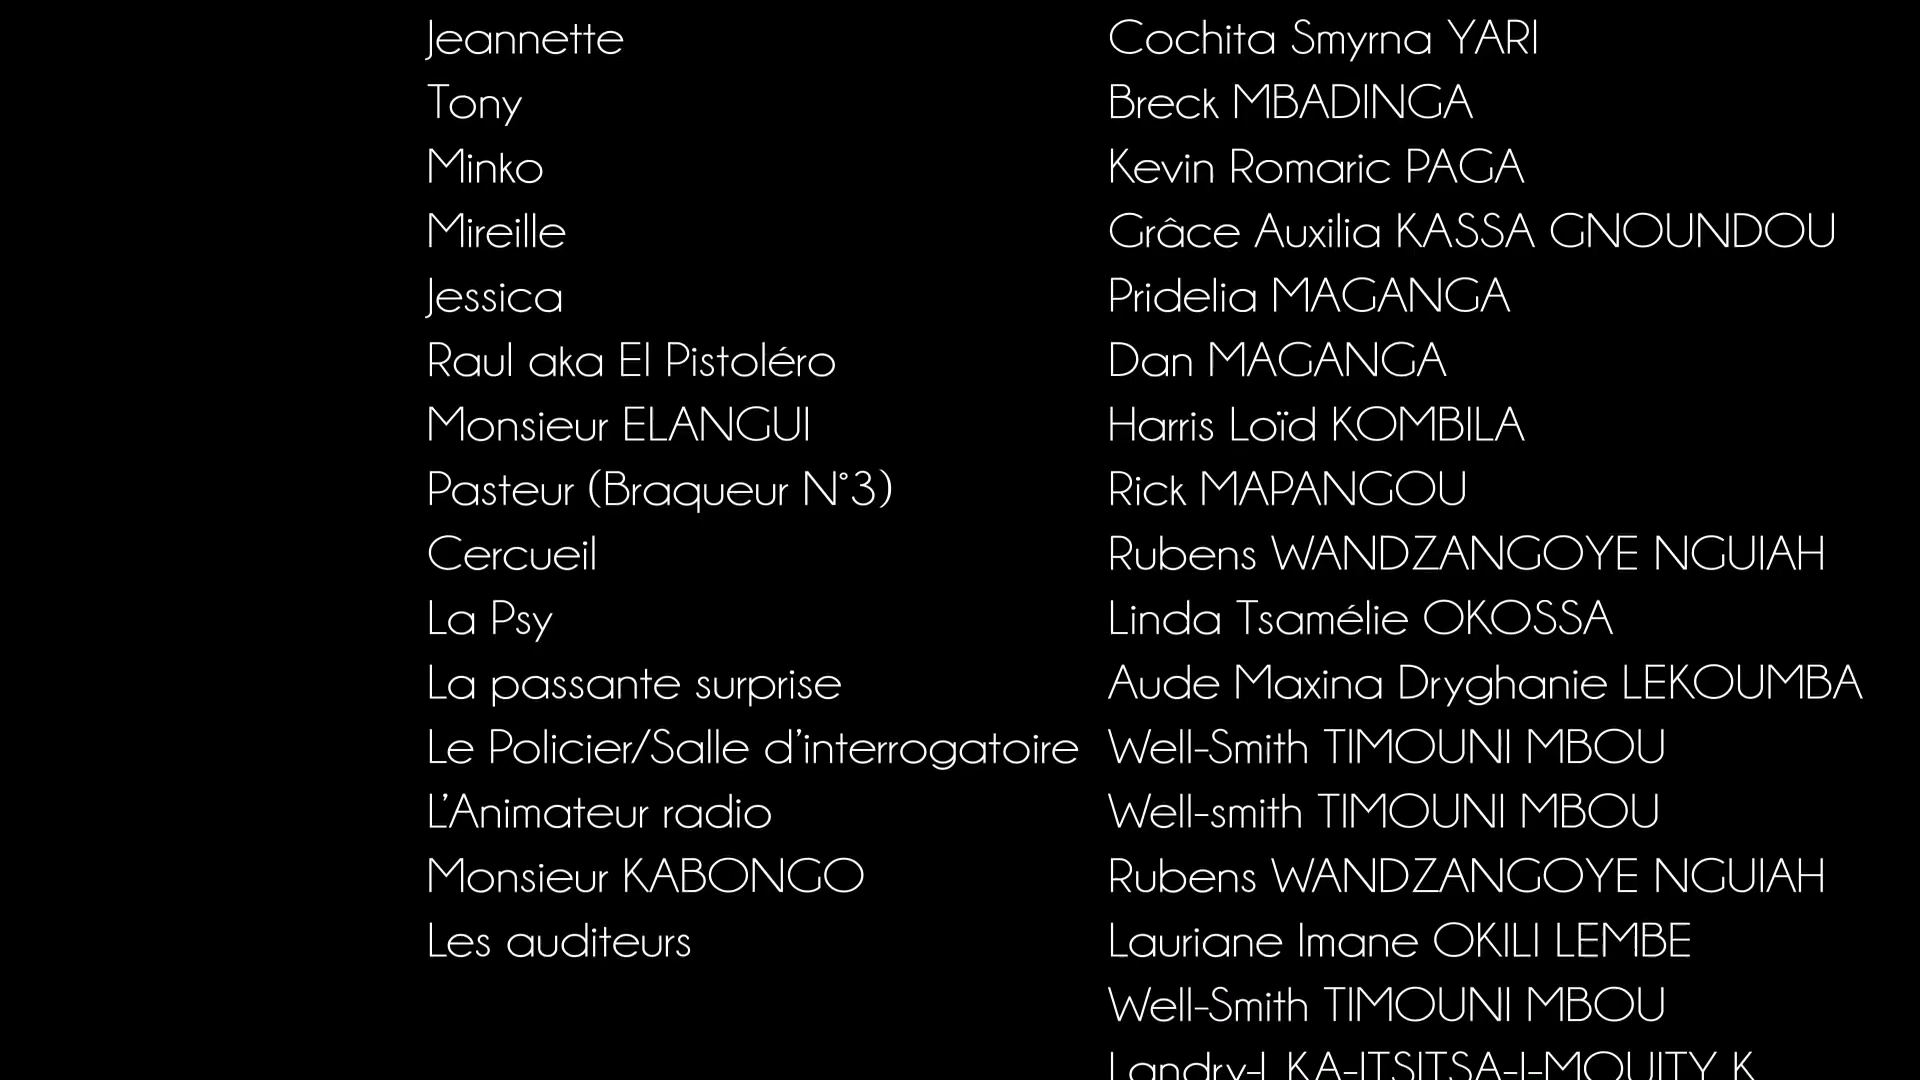 Jeannette Cochita Smyrna YARI
Tony Breck MBADINGA
Minko Kevin Romaric PAGA
Mireille Grâce Auxilia KASSA GNOUNDOU
Jessica Pridelia MAGANGA
Raul aka El Pistoléro Dan MAGANGA
Monsieur ELANGUI Harris Loïd KOMBILA
Pasteur (Braqueur N°3) Rick MAPANGOU
Cercueil Rubens WANDZANGOYE NGUIAH
La Psy Linda Tsamélie OKOSSA
La passante surprise Aude Maxina Dryghanie LEKOUMBA
Le Policier/Salle d’interrogatoire Well-Smith TIMOUNI MBOU
L’Animateur radio Well-smith TIMOUNI MBOU
Monsieur KABONGO Rubens WANDZANGOYE NGUIAH
Les auditeurs Lauriane Imane OKILI LEMBE
Well-Smith TIMOUNI MBOU